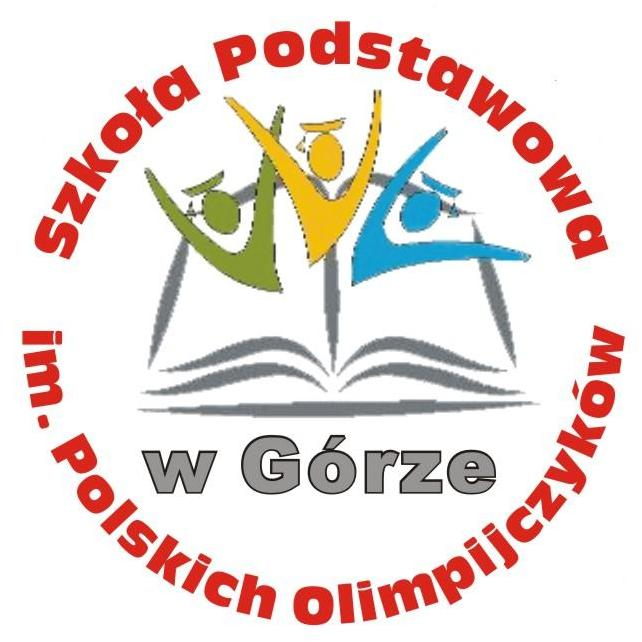 Szkoła Podstawowa
im. Polskich Olimpijczyków
w Górze